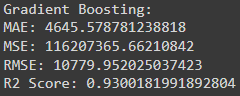 Gradient Boosting:
MAE: 4645.578781238818
MSE: 116207365.66210842
RMSE: 10779.952025037423
R2 Score: 0.9300181991892804